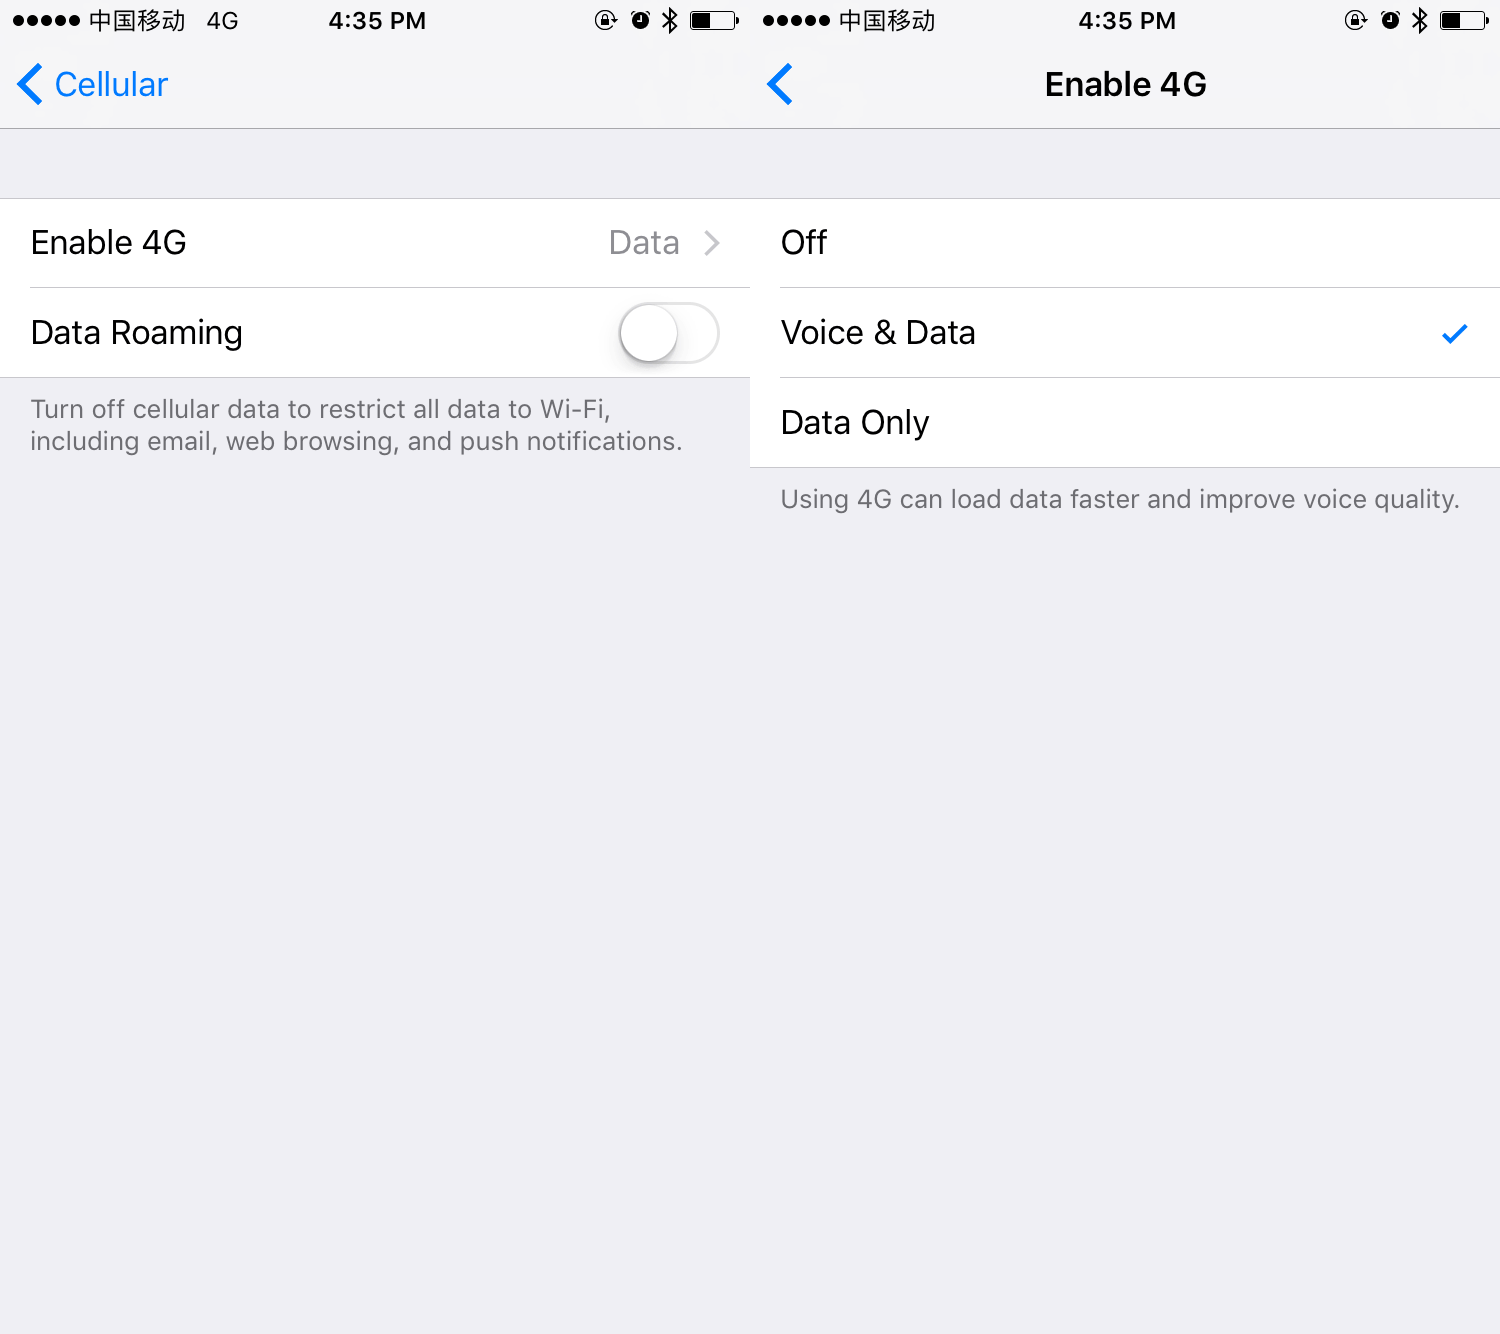 中国移动 4G 4:35 PM
Cellular
Enable 4G Data
Data Roaming
Turn off cellular data to restrict all data to Wi-Fi,
including email, web browsing, and push notifications.
中国移动 4:35 PM
Enable 4G
Off
Voice & Data
Data Only
Using 4G can load data faster and improve voice quality.